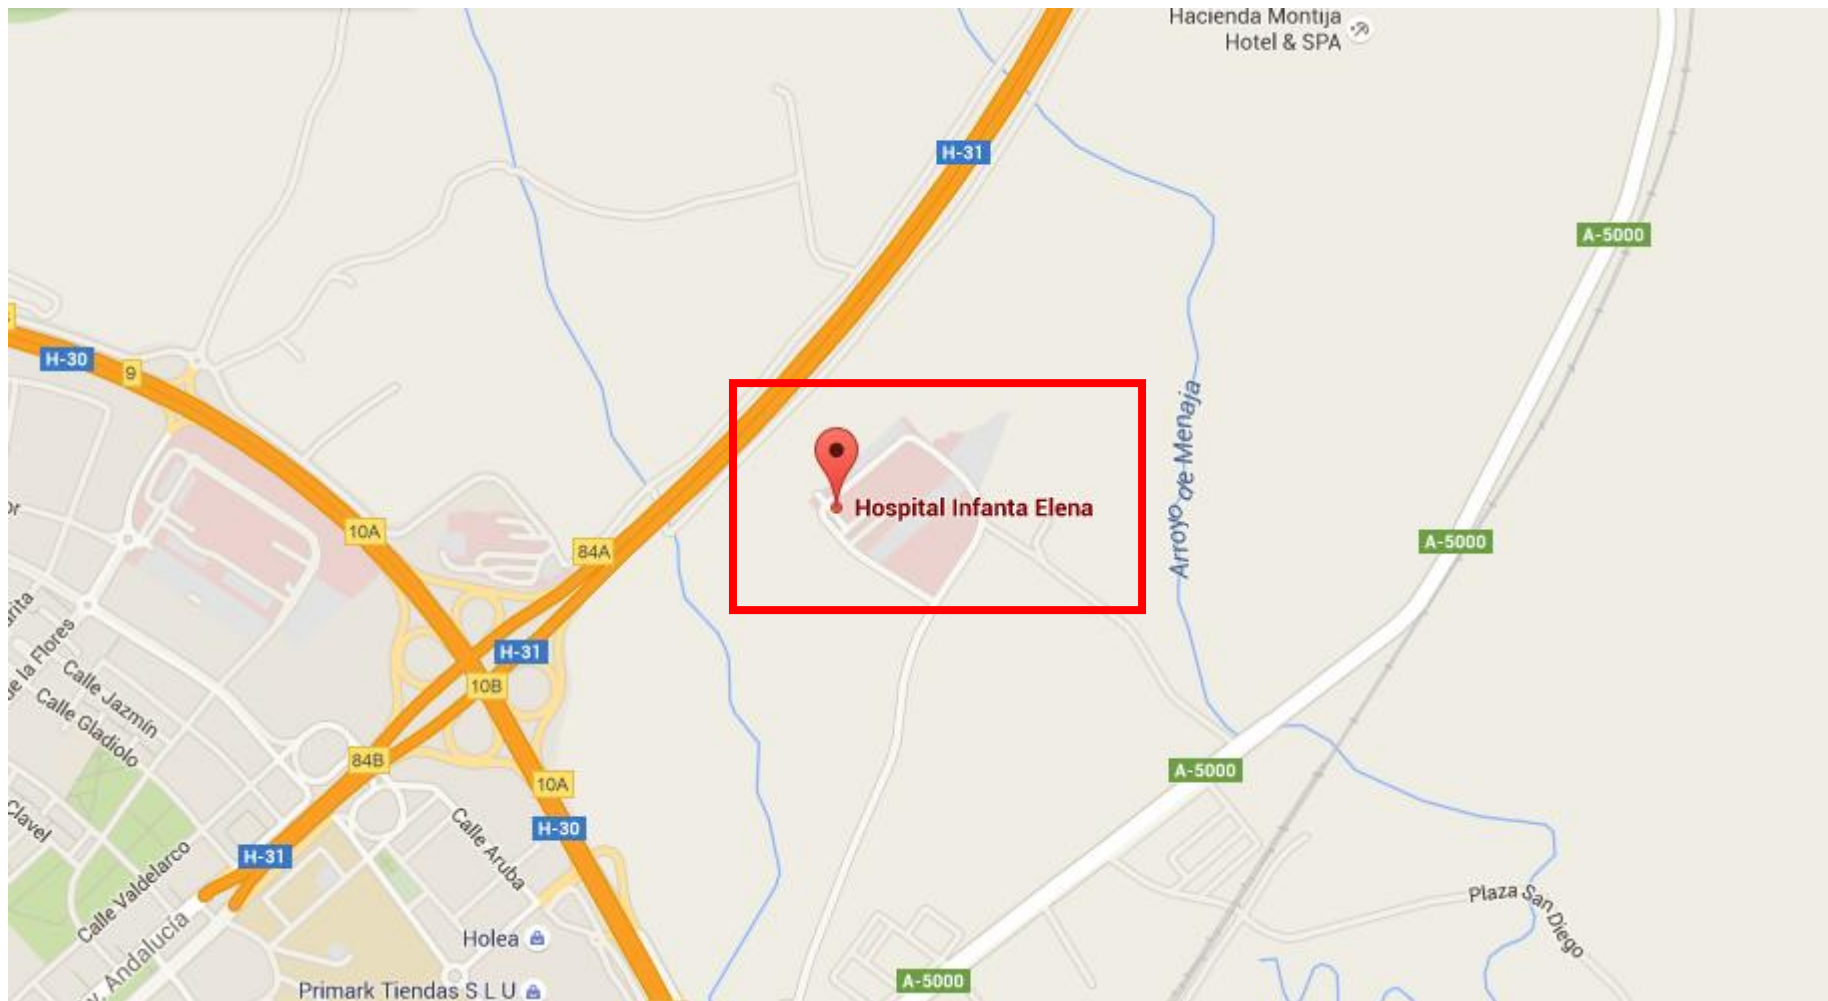 Hacienda Montija
Hotel & SPA
H-31
A-5000
H-30
9
Hospital Infanta Elena
Arroyo de Menaja
10A
84A
A-5000
H-31
10B
Calle Jazmín
Calle Gladiolo
84B
10A
A-5000
H-30
Calle Aruba
H-31
Clavel
Calle Valdelarco
Plaza San Diego
Andalucía
Holea
A-5000
Primark Tiendas S L U